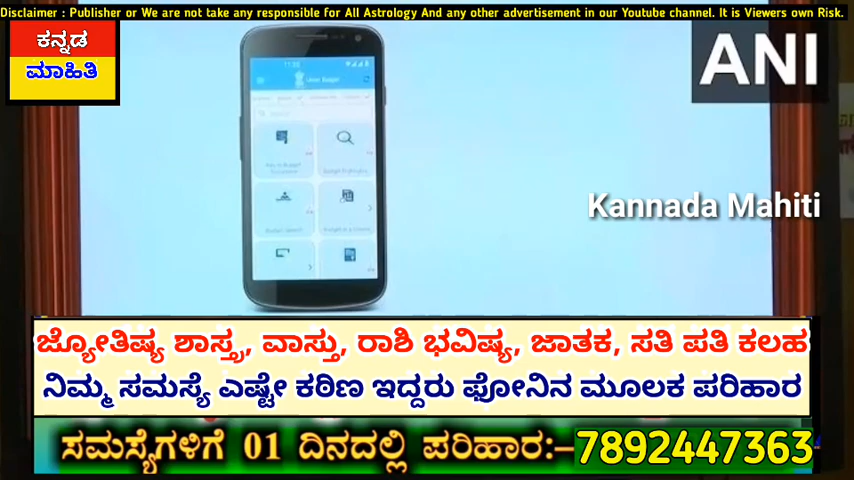 Disclaimer : Publisher or We are not take any responsible for All Astrology And any other advertisement in our Youtube channel. It is Viewers own Risk.
ಕನ್ನಡ
ಮಾಹಿತಿ
ANI
Union Budget
Kannada Mahiti
ಜ್ಯೋತಿಷ್ಯ ಶಾಸ್ತ್ರ, ವಾಸ್ತು, ರಾಶಿ ಭವಿಷ್ಯ, ಜಾತಕ, ಸತಿ ಪತಿ ಕಲಹ
ನಿಮ್ಮ ಸಮಸ್ಯೆ ಎಷ್ಟೇ ಕಠಿಣ ಇದ್ದರು ಫೋನಿನ ಮೂಲಕ ಪರಿಹಾರ
ಸಮಸ್ಯೆಗಳಿಗೆ 01 ದಿನದಲ್ಲಿ ಪರಿಹಾರ:–7892447363